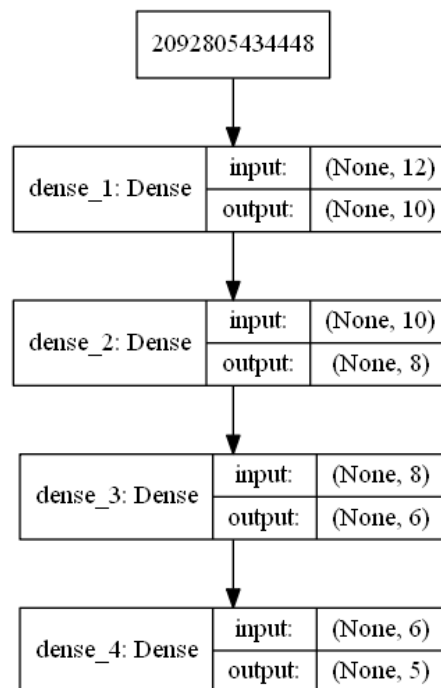 2092805434448
dense_1: Dense
input:
(None, 12)
output:
(None, 10)
dense_2: Dense
input:
(None, 10)
output:
(None, 8)
dense_3: Dense
input:
(None, 8)
output:
(None, 6)
dense_4: Dense
input:
(None, 6)
output:
(None, 5)